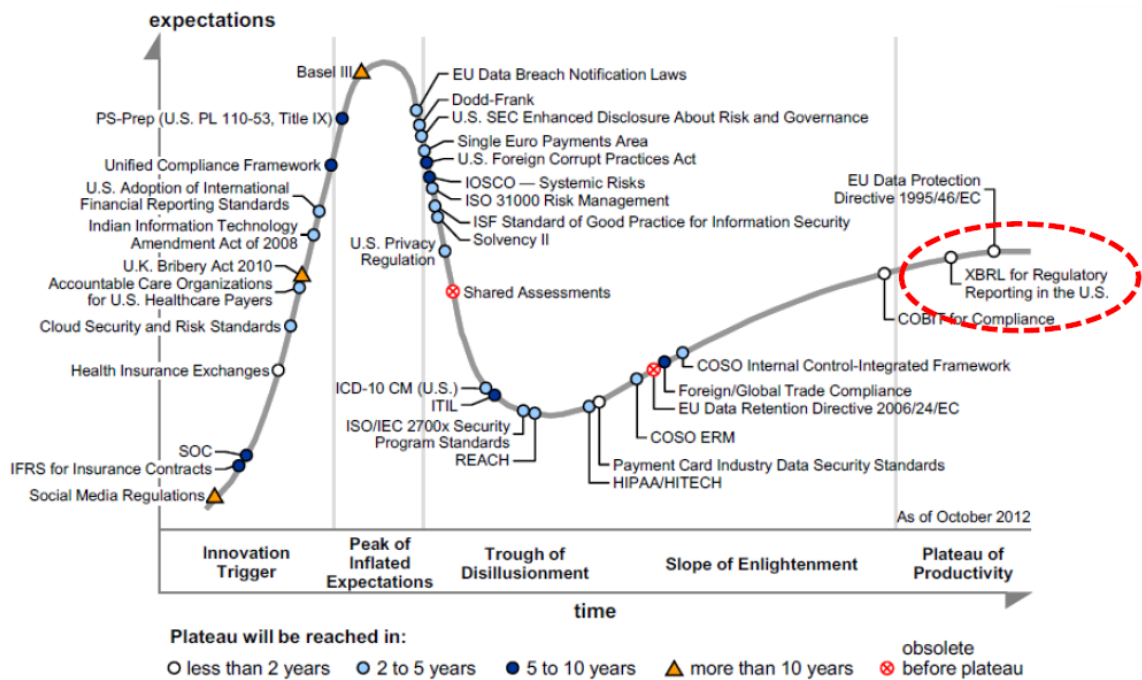 expectations
Basel III
PS-Prep (U.S. PL 110-53, Title IX)
Unified Compliance Framework
U.S. Adoption of International
Financial Reporting Standards
Indian Information Technology
Amendment Act of 2008
U.K. Bribery Act 2010
Accountable Care Organizations
for U.S. Healthcare Payers
Cloud Security and Risk Standards
Health Insurance Exchanges
SOC
IFRS for Insurance Contracts
Social Media Regulations
EU Data Breach Notification Laws
Dodd-Frank
U.S. SEC Enhanced Disclosure About Risk and Governance
Single Euro Payments Area
U.S. Foreign Corrupt Practices Act
IOSCO — Systemic Risks
ISO 31000 Risk Management
ISF Standard of Good Practice for Information Security
Solvency II
U.S. Privacy
Regulation
Shared Assessments
ICD-10 CM (U.S.)
ITIL
ISO/IEC 2700x Security
Program Standards
REACH
HIPAA/HITECH
Payment Card Industry Data Security Standards
COSO ERM
EU Data Retention Directive 2006/24/EC
Foreign/Global Trade Compliance
COSO Internal Control-Integrated Framework
COBIT for Compliance
XBRL for Regulatory
Reporting in the U.S.
EU Data Protection
Directive 1995/46/EC
As of October 2012
Innovation
Trigger
Peak of
Inflated
Expectations
Trough of
Disillusionment
Slope of Enlightenment
Plateau of
Productivity
time
Plateau will be reached in:
less than 2 years
2 to 5 years
5 to 10 years
more than 10 years
obsolete
before plateau